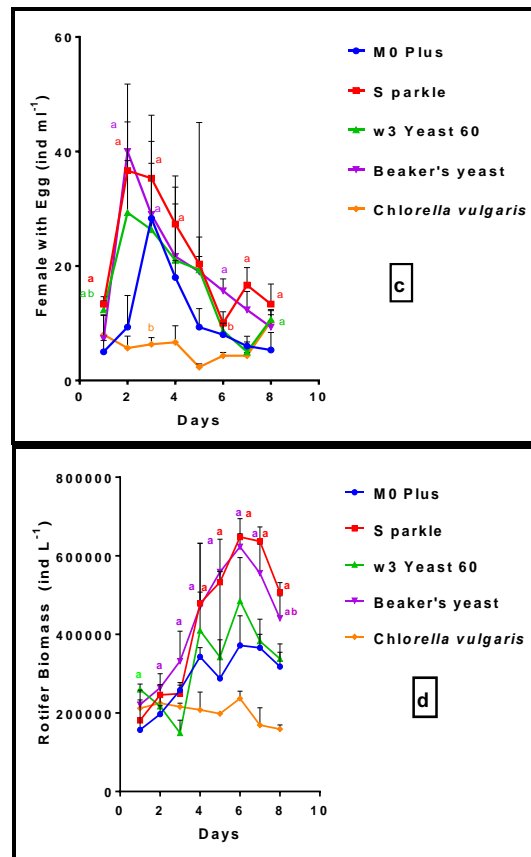 Female with Egg (ind ml-1)
60
40
20
0
0 2 4 6 8 10
Days
a
a
a
ab
a
a
a
b
a
b
a
a
a
M0 Plus
S parkle
w3 Yeast 60
Beaker's yeast
Chlorella vulgaris
c
Rotifer Biomass (ind L-1)
800000
600000
400000
200000
0
0 2 4 6 8 10
Days
a
a
a
a
a
a
a
a
a
a
a
a
ab
M0 Plus
S parkle
w3 Yeast 60
Beaker's yeast
Chlorella vulgaris
d